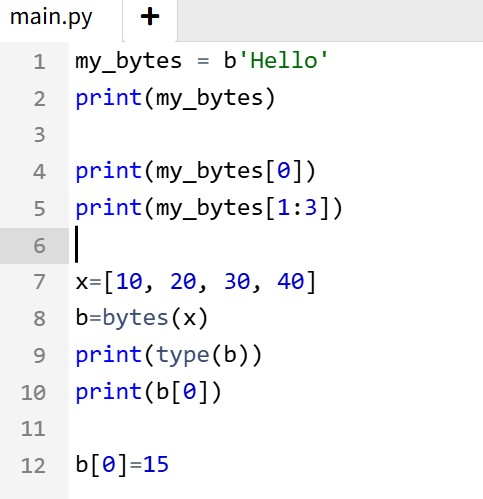 main.py +
1 my_bytes = b'Hello'
2 print(my_bytes)
3
4 print(my_bytes[0])
5 print(my_bytes[1:3])
6
7 x=[10, 20, 30, 40]
8 b=bytes(x)
9 print(type(b))
10 print(b[0])
11
12 b[0]=15